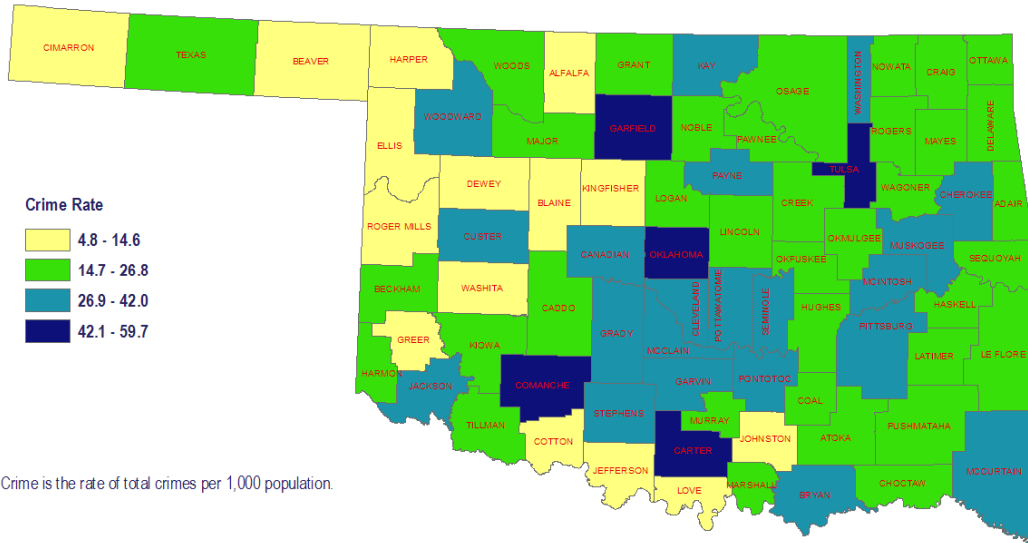 CIMARRON
TEXAS
BEAVER
HARPER
WOODS
ALFALFA
GRANT
KAY
OSAGE
WASHINGTON
NOWATA
CRAIG
OTTAWA
WOODWARD
MAJOR
GARFIELD
NOBLE
PAWNEE
ROGERS
MAYES
DELAWARE
ELLIS
DEWEY
BLAINE
KINGFISHER
LOGAN
PAYNE
CREEK
TULSA
WAGONER
CHEROKEE
ADAIR
Crime Rate
4.8 - 14.6
14.7 - 26.8
26.9 - 42.0
42.1 - 59.7
ROGER MILLS
CUSTER
CANADIAN
OKLAHOMA
LINCOLN
OKFUSKEE
OKMULGEE
MUSKOGEE
SEQUOYAH
BECKHAM
WASHITA
CADDO
GRADY
CLEVELAND
POTTAWATOMIE
SEMINOLE
HUGHES
MCINTOSH
HASKELL
GREER
KIOWA
MCCLAIN
PITTSBURG
LATIMER
LE FLORE
HARMON
JACKSON
COMANCHE
GARVIN
PONTOTOC
COAL
TILLMAN
STEPHENS
MURRAY
PUSHMATAHA
COTTON
CARTER
JOHNSTON
ATOKA
MCCURTAIN
JEFFERSON
LOVE
MARSHALL
BRYAN
CHOCTAW
Crime is the rate of total crimes per 1,000 population.